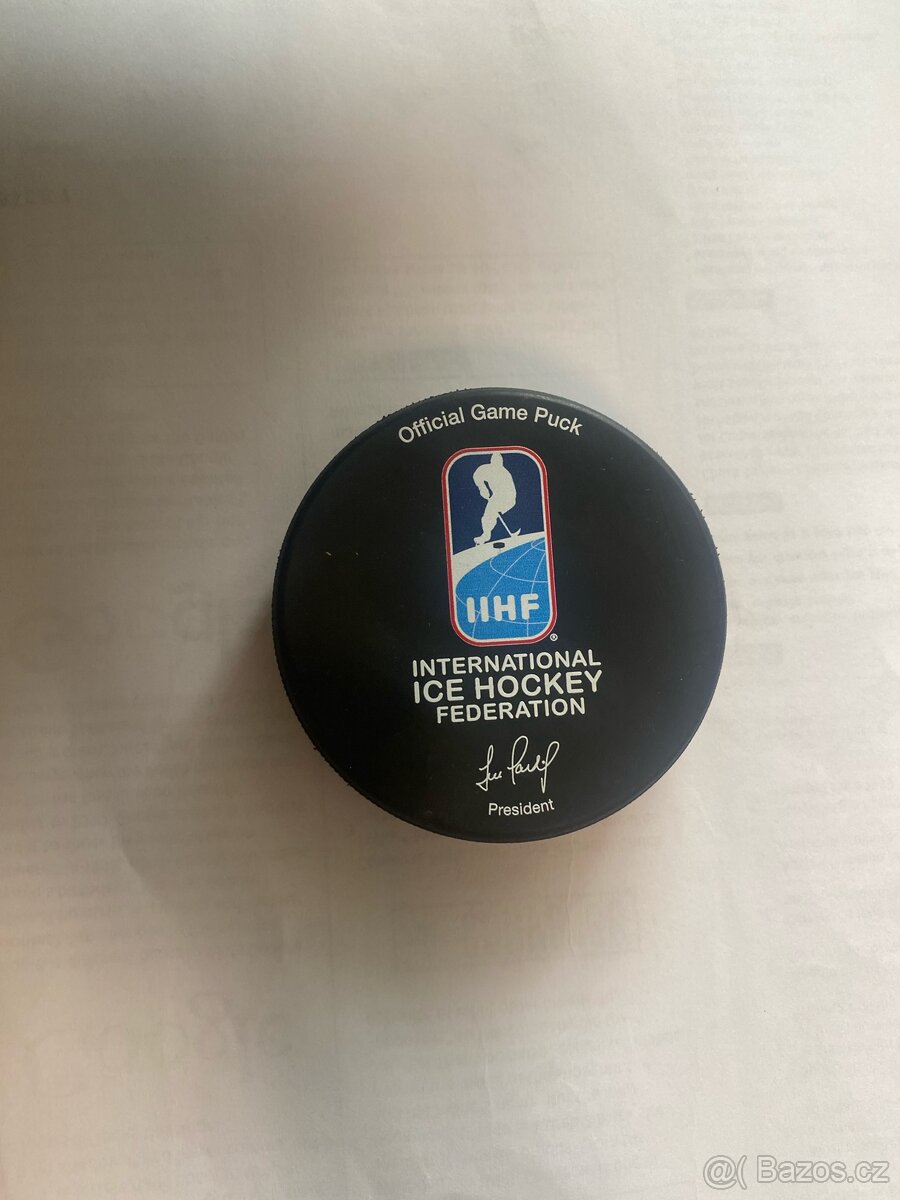 Official Game Puck
IIHF
®
INTERNATIONAL
ICE HOCKEY
FEDERATION
President
@( Bazos.cz